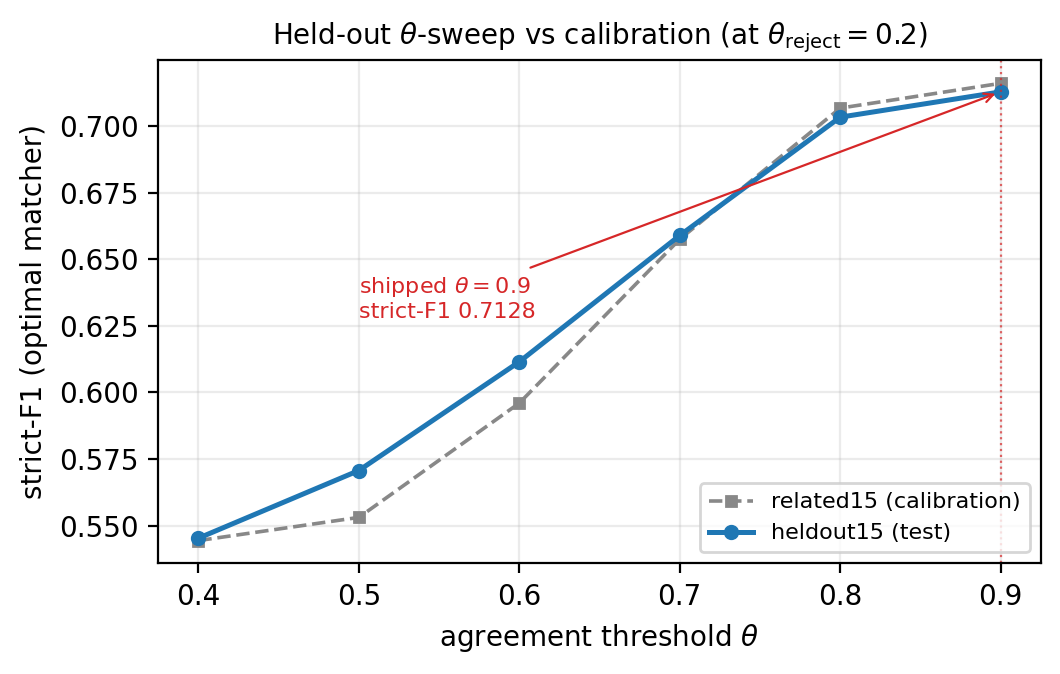 Held-out θ-sweep vs calibration (at θreject = 0.2)
strict-F1 (optimal matcher)
0.700
0.675
0.650
0.625
0.600
0.575
0.550
shipped θ = 0.9
strict-F1 0.7128
related15 (calibration)
heldout15 (test)
0.4 0.5 0.6 0.7 0.8 0.9
agreement threshold θ